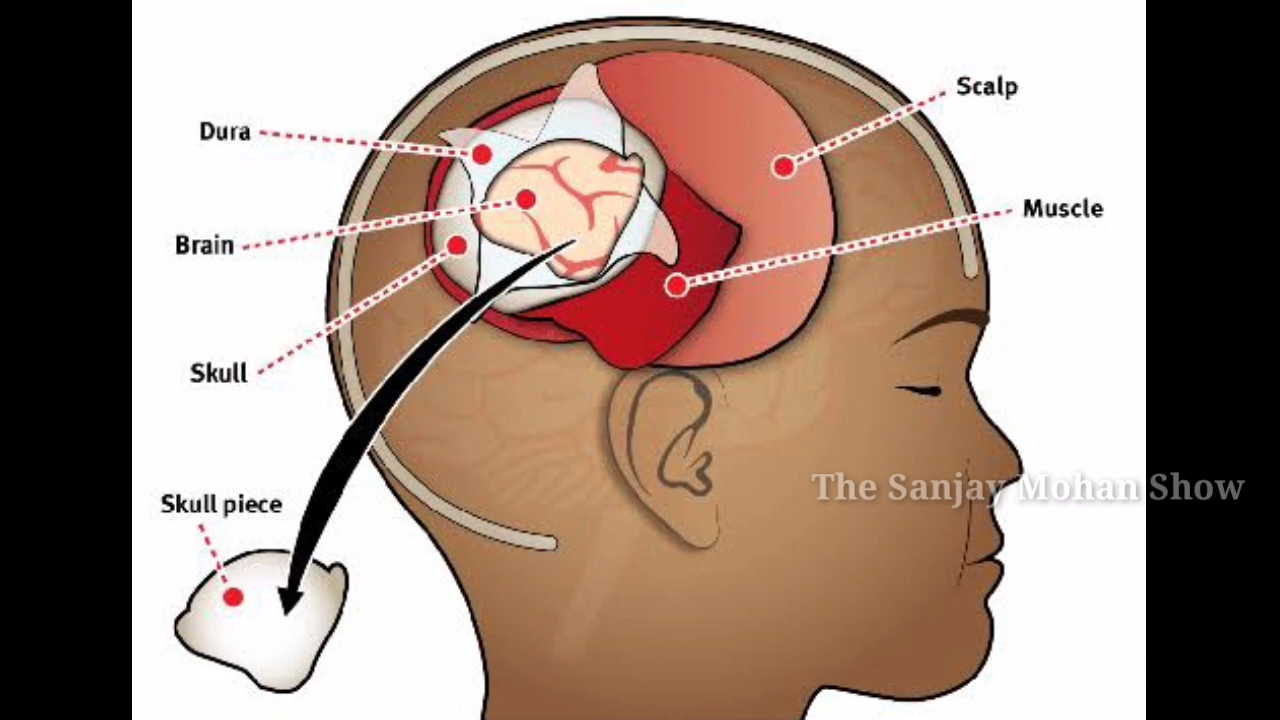 Scalp
Dura
Muscle
Brain
Skull
The Sanjay Mohan Show
Skull piece